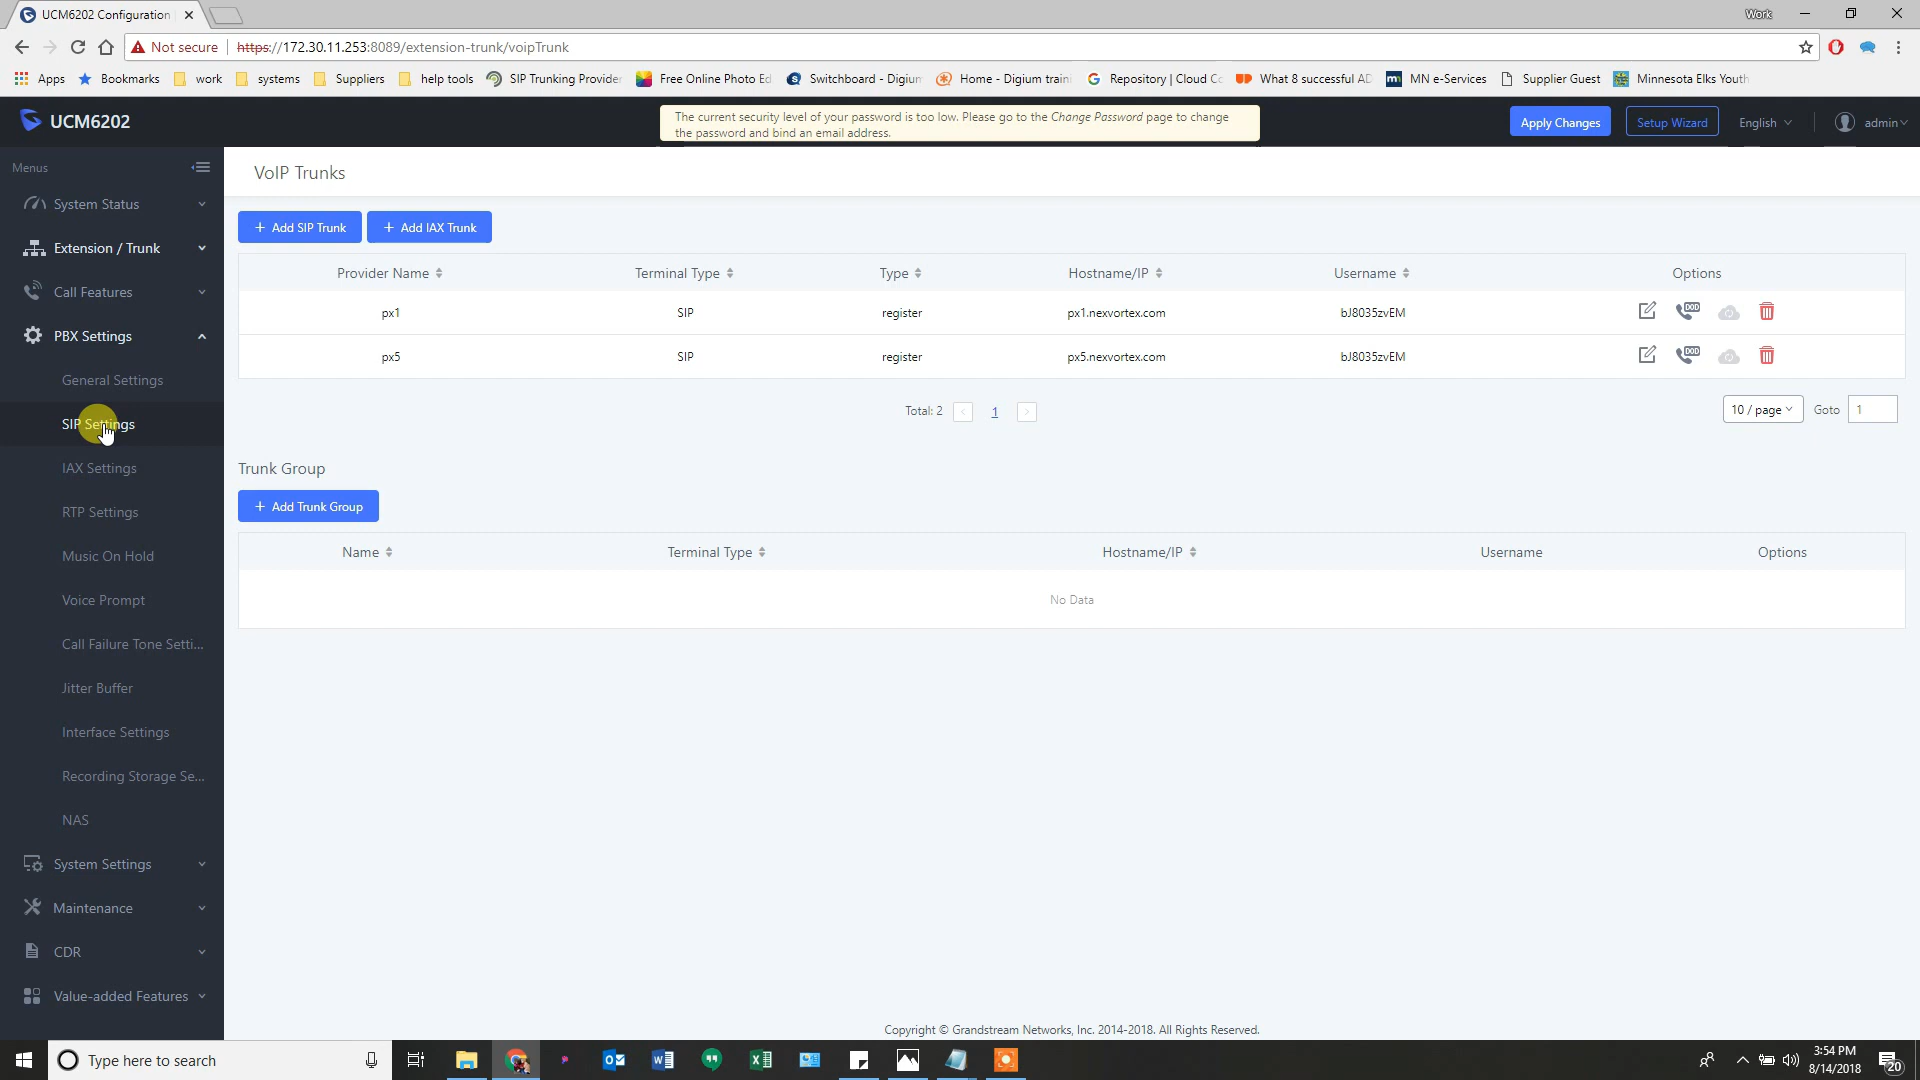 UCM6202 Configuration
Work
Not secure https://172.30.11.253:8089/extension-trunk/voipTrunk
Apps Bookmarks work systems Suppliers help tools SIP Trunking Provider Free Online Photo Ed Switchboard - Digium Home - Digium traini Repository | Cloud Co What 8 successful AD MN e-Services Supplier Guest Minnesota Elks Youth
UCM6202
The current security level of your password is too low. Please go to the Change Password page to change
the password and bind an email address.
Apply Changes Setup Wizard English admin
Menus
System Status
Extension / Trunk
Call Features
PBX Settings
General Settings
SIP Settings
IAX Settings
RTP Settings
Music On Hold
Voice Prompt
Call Failure Tone Setti...
Jitter Buffer
Interface Settings
Recording Storage Se...
NAS
System Settings
Maintenance
CDR
Value-added Features
VoIP Trunks
+ Add SIP Trunk + Add IAX Trunk
Provider Name Terminal Type Type Hostname/IP Username Options
px1 SIP register px1.nexvortex.com bJ8035zvEM DOD
px5 SIP register px5.nexvortex.com bJ8035zvEM DOD
Total: 2 < 1 > 10 / page Goto 1
Trunk Group
+ Add Trunk Group
Name Terminal Type Hostname/IP Username Options
No Data
Copyright © Grandstream Networks, Inc. 2014-2018. All Rights Reserved.
Type here to search
3:54 PM
8/14/2018
20